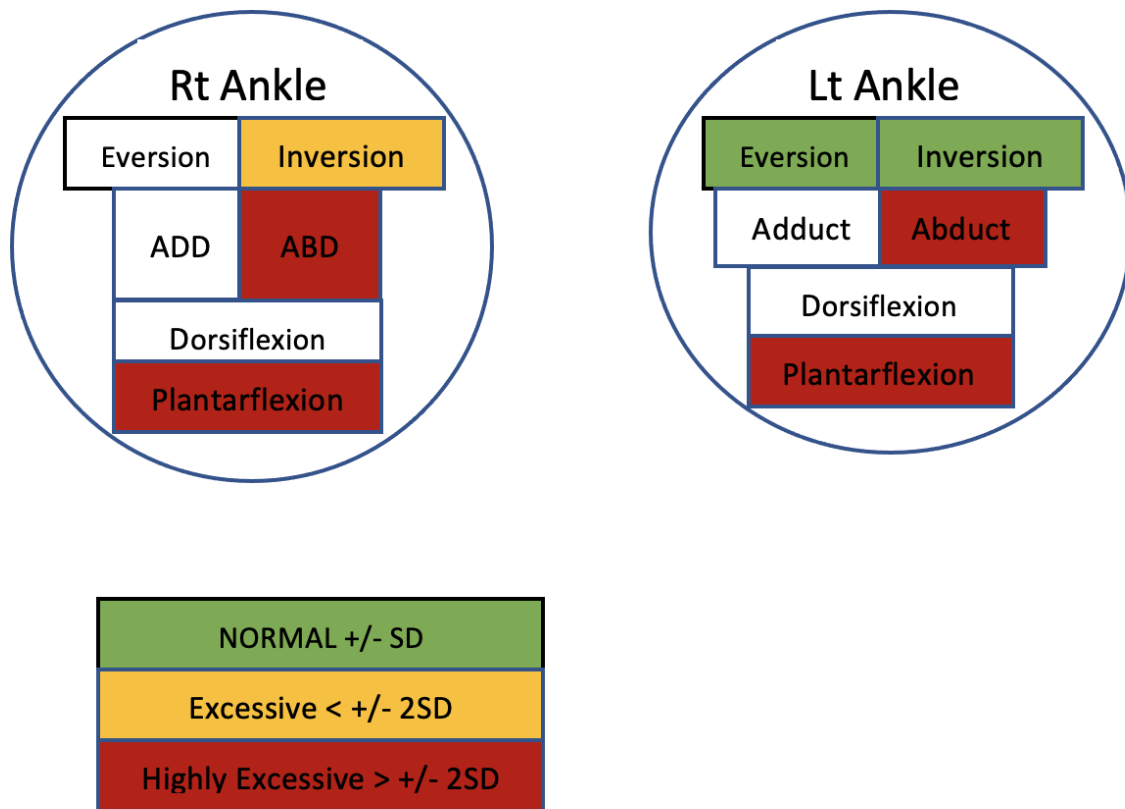 Rt Ankle
Eversion Inversion
ADD ABD
Dorsiflexion
Plantarflexion
Lt Ankle
Eversion Inversion
Adduct Abduct
Dorsiflexion
Plantarflexion
NORMAL +/- SD
Excessive < +/- 2SD
Highly Excessive > +/- 2SD